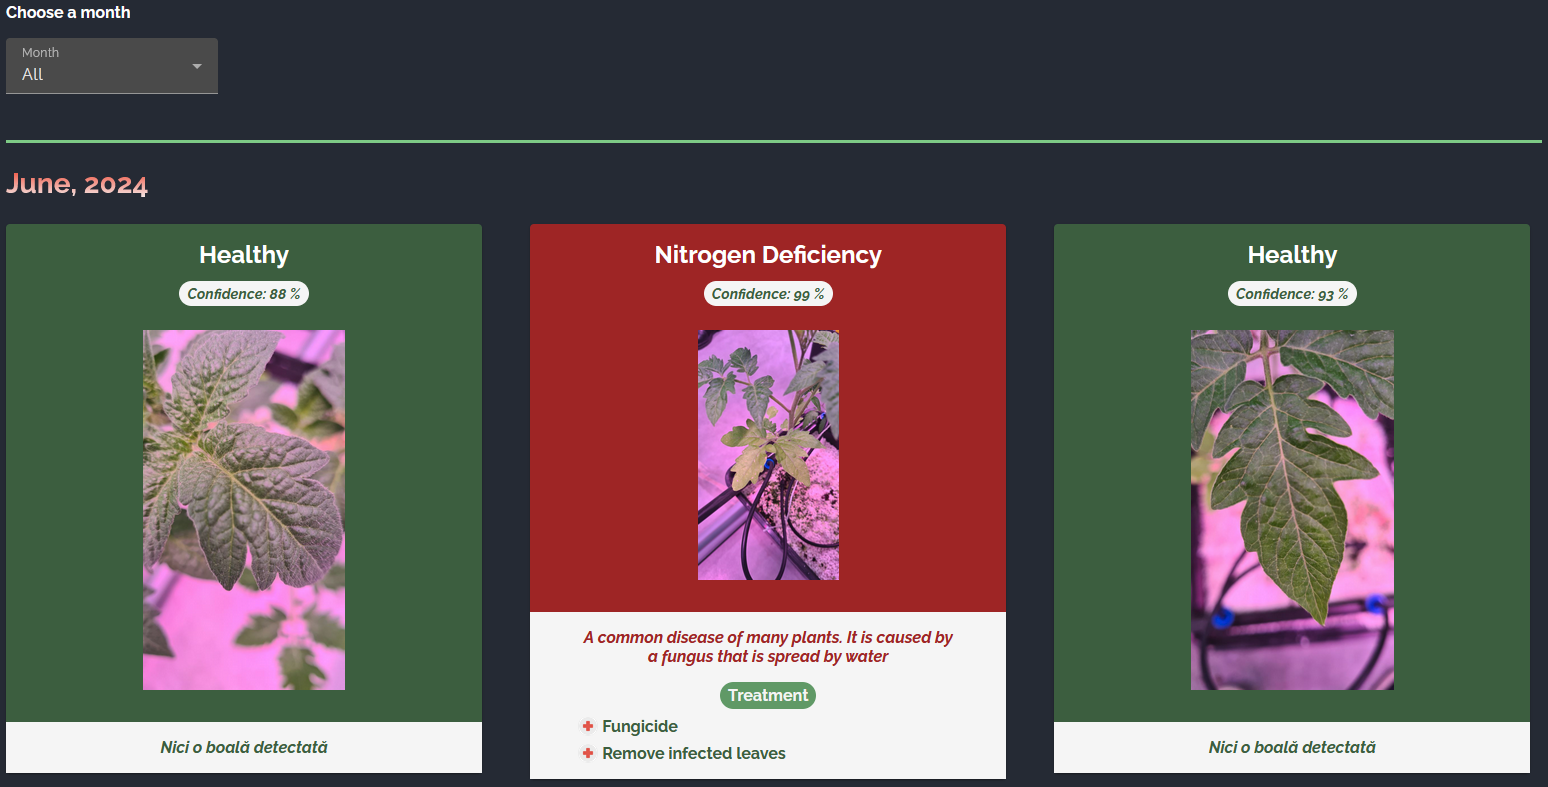 Choose a month
Month
All
June, 2024
Healthy
Confidence: 88 %
Nici o boală detectată
Nitrogen Deficiency
Confidence: 99 %
A common disease of many plants. It is caused by
a fungus that is spread by water
Treatment
Fungicide
Remove infected leaves
Healthy
Confidence: 93 %
Nici o boală detectată